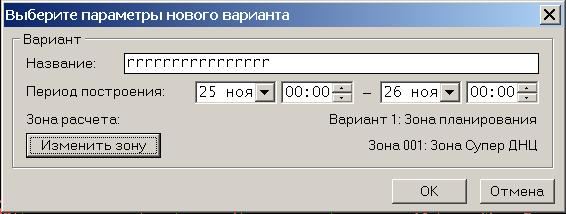 Выберите параметры нового варианта
Вариант
Название: гггггггггггггггг
Период построения: 25 ноя 00:00 – 26 ноя 00:00
Зона расчета: Вариант 1: Зона планирования
Изменить зону Зона 001: Зона Супер ДНЦ
OK Отмена